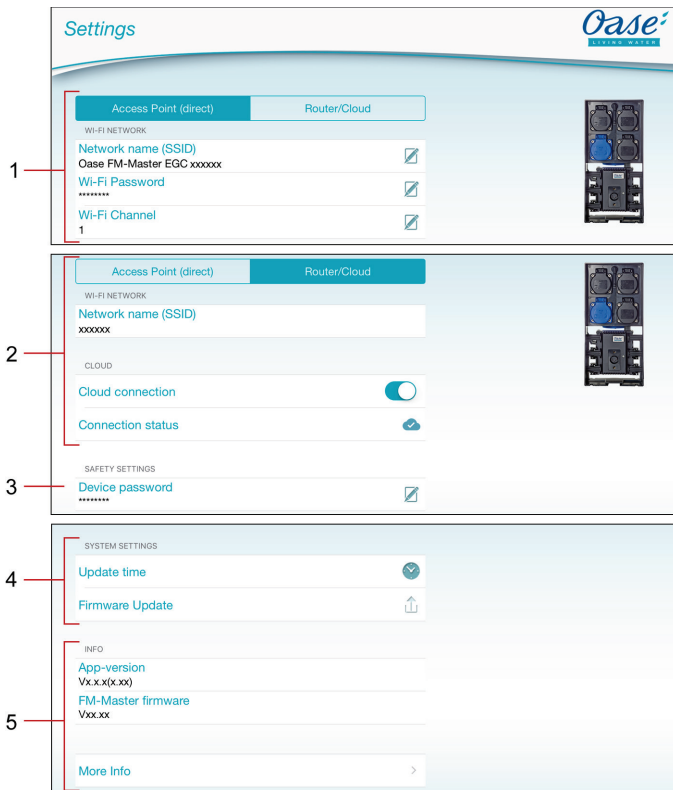 Settings
Oase
LIVING WATER
1
Access Point (direct) Router/Cloud
WI-FI NETWORK
Network name (SSID)
Oase FM-Master EGC xxxxxx
Wi-Fi Password
********
Wi-Fi Channel
1
2
Access Point (direct) Router/Cloud
WI-FI NETWORK
Network name (SSID)
xxxxxx
CLOUD
Cloud connection
Connection status
3
SAFETY SETTINGS
Device password
********
4
SYSTEM SETTINGS
Update time
Firmware Update
5
INFO
App-version
Vx.x.x(x.xx)
FM-Master firmware
Vxx.xx
More Info